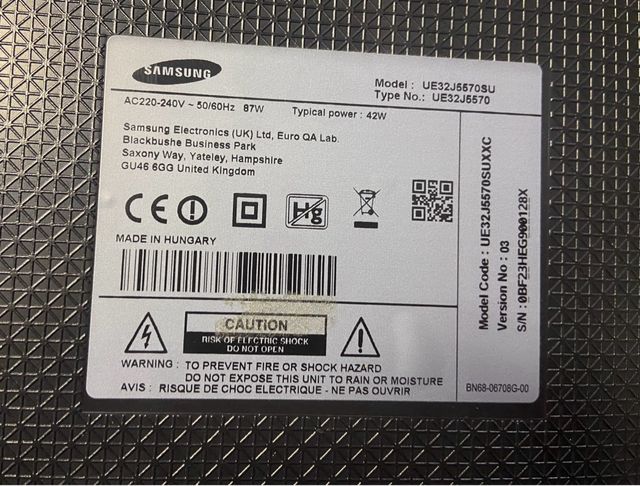 SAMSUNG
Model : UE32J5570SU
Type No.: UE32J5570
AC220-240V ~ 50/60Hz 87W
Typical power : 42W
Samsung Electronics (UK) Ltd, Euro QA Lab.
Blackbushe Business Park
Saxony Way, Yateley, Hampshire
GU46 6GG United Kingdom
CE
Hg
MADE IN HUNGARY
CAUTION
RISK OF ELECTRIC SHOCK
DO NOT OPEN
WARNING : TO PREVENT FIRE OR SHOCK HAZARD
DO NOT EXPOSE THIS UNIT TO RAIN OR MOISTURE
AVIS : RISQUE DE CHOC ELECTRIQUE - NE PAS OUVRIR
Model Code : UE32J5570SUXXC
Version No : 03
S/N : 0BF23HEG900128X
BN68-06708G-00